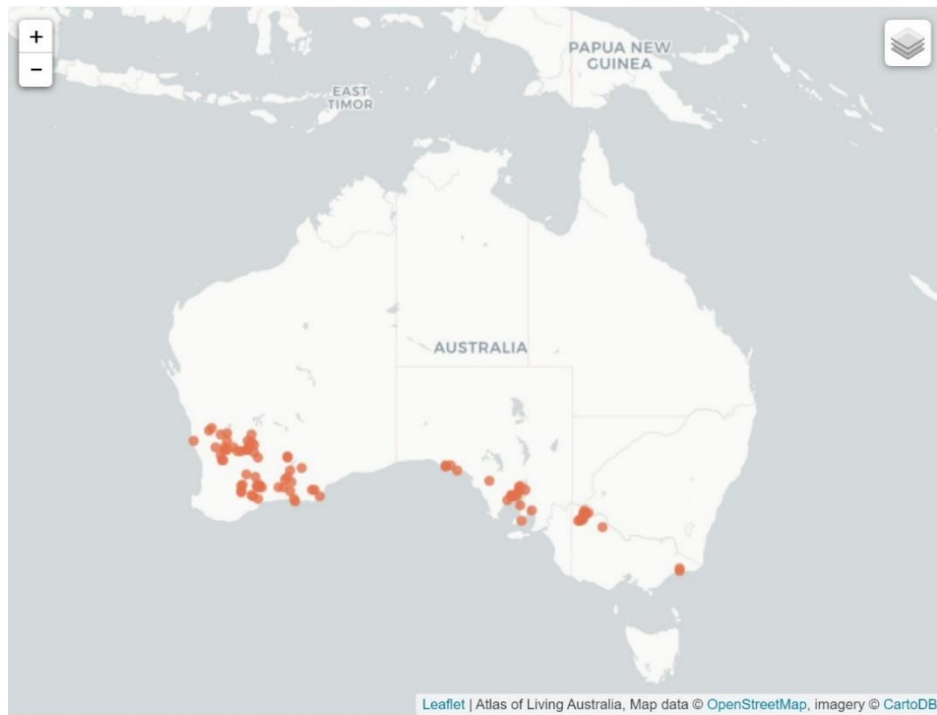 +
−
PAPUA NEW
GUINEA
EAST
TIMOR
AUSTRALIA
Leaflet | Atlas of Living Australia, Map data © OpenStreetMap, imagery © CartoDB